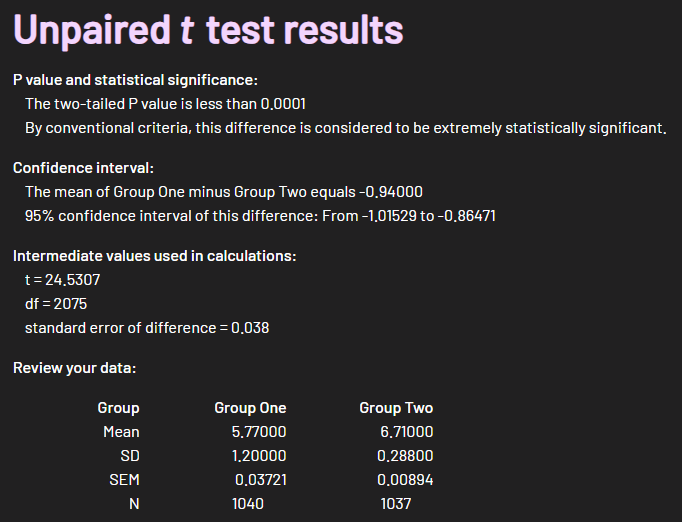 Unpaired t test results
P value and statistical significance:
The two-tailed P value is less than 0.0001
By conventional criteria, this difference is considered to be extremely statistically significant.
Confidence interval:
The mean of Group One minus Group Two equals -0.94000
95% confidence interval of this difference: From -1.01529 to -0.86471
Intermediate values used in calculations:
t = 24.5307
df = 2075
standard error of difference = 0.038
Review your data:
Group Group One Group Two
Mean 5.77000 6.71000
SD 1.20000 0.28800
SEM 0.03721 0.00894
N 1040 1037